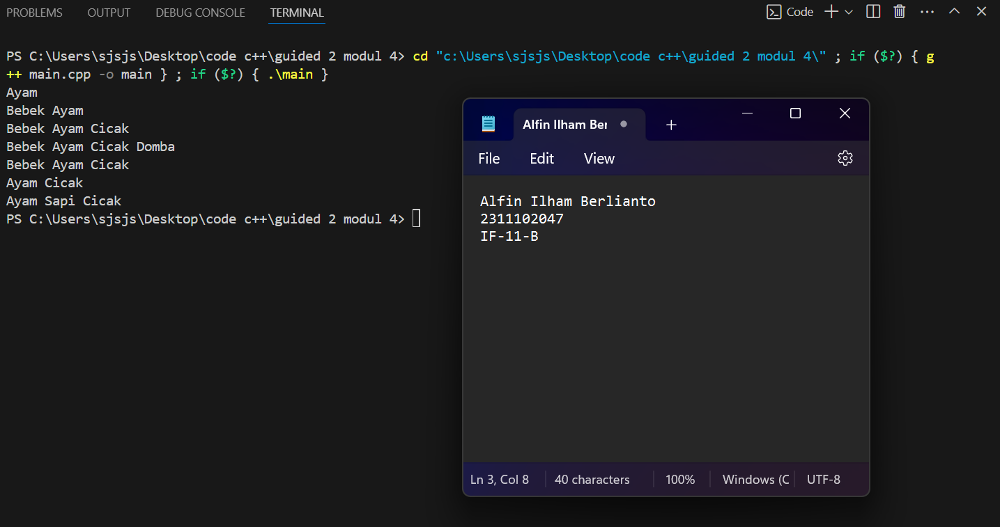 PROBLEMS OUTPUT DEBUG CONSOLE TERMINAL Code
PS C:\Users\sjsjs\Desktop\code c++\guided 2 modul 4> cd "c:\Users\sjsjs\Desktop\code c++\guided 2 modul 4\" ; if ($?) { g
++ main.cpp -o main } ; if ($?) { .\main }
Ayam
Bebek Ayam
Bebek Ayam Cicak
Bebek Ayam Cicak Domba
Bebek Ayam Cicak
Ayam Cicak
Ayam Sapi Cicak
PS C:\Users\sjsjs\Desktop\code c++\guided 2 modul 4>
Alfin Ilham Ber
File Edit View
Alfin Ilham Berlianto
2311102047
IF-11-B
Ln 3, Col 8 40 characters 100% Windows (C UTF-8